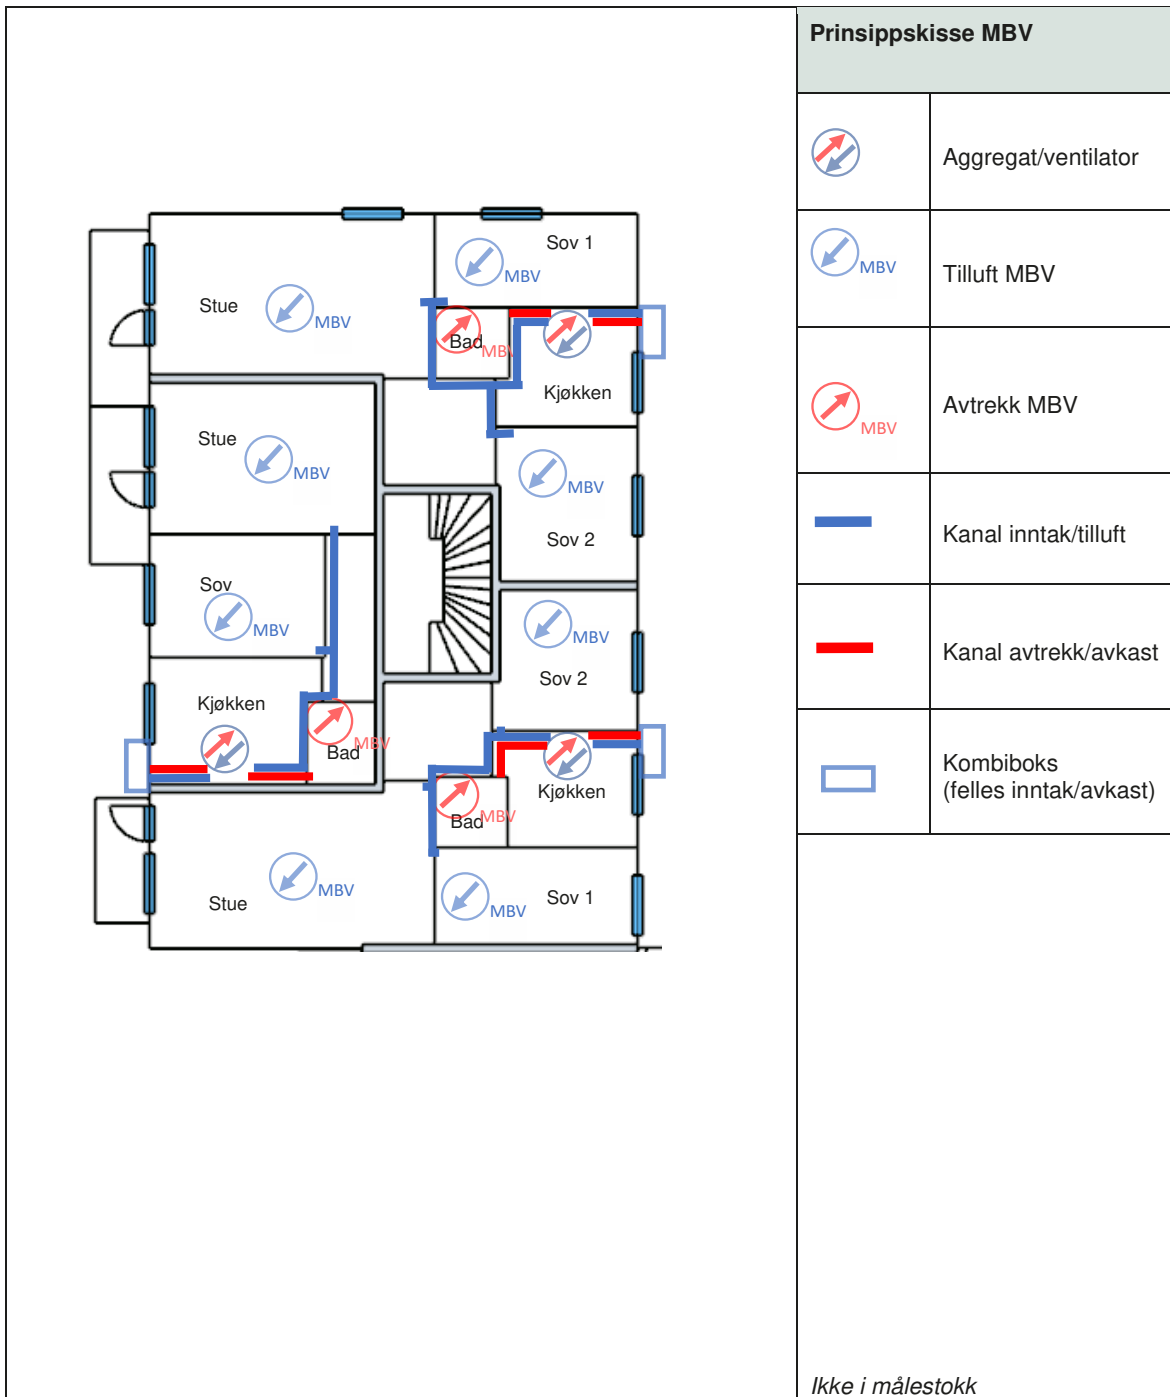 Prinsippskisse MBV
Aggregat/ventilator
MBV
Tilluft MBV
MBV
Avtrekk MBV
Kanal inntak/tilluft
Kanal avtrekk/avkast
Kombiboks
(felles inntak/avkast)
Ikke i målestokk
Sov 1
MBV
Stue
MBV
Bad
MBV
Kjøkken
Stue
MBV
MBV
Sov 2
Sov
MBV
MBV
Sov 2
Kjøkken
MBV
Bad
Kjøkken
Bad
MBV
Stue
MBV
Sov 1
MBV